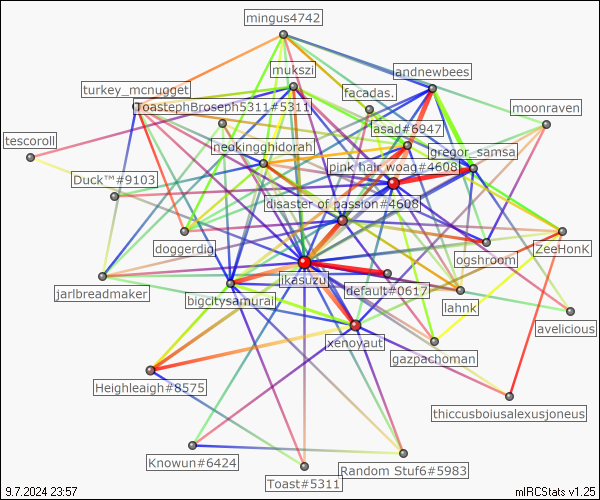 mingus4742
mukszi
andnewbees
turkey_mcnugget
facadas.
ToastephBroseph5311#5311
moonraven
asad#6947
tescoroll
neokingghidorah
gregor_samsa
pink hair woag#4608
Duck™#9103
disaster of passion#4608
doggerdig
ogshroom
ZeeHonK
jkasuzu
default#0617
jarlbreadmaker
bigcitysamurai
lahnk
avelicious
xenoyaut
gazpachoman
Heighleaigh#8575
thiccusboiusalexusjoneus
Knowun#6424
Random Stuf6#5983
Toast#5311
9.7.2024 23:57
mIRCStats v1.25